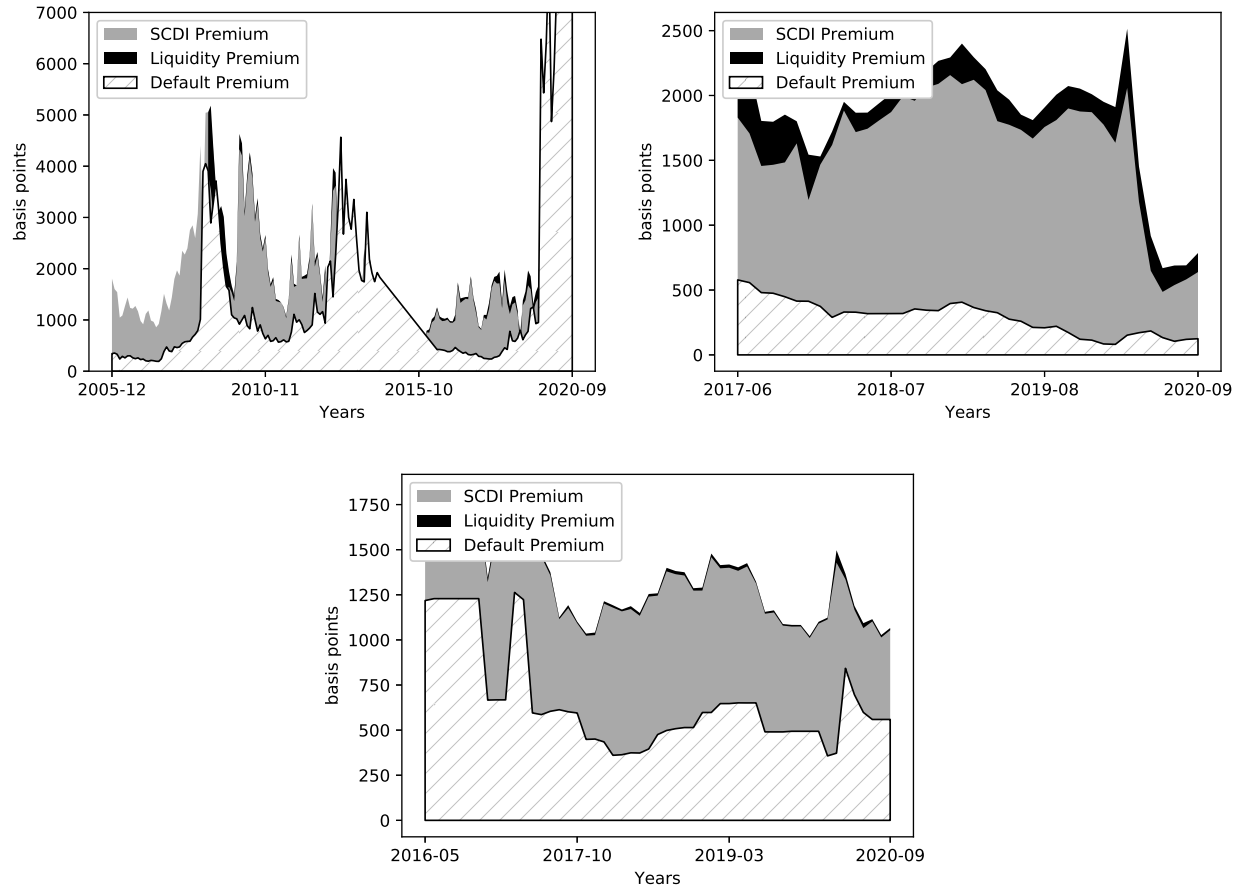 SCDI Premium
Liquidity Premium
Default Premium
7000
6000
5000
4000
3000
2000
1000
0
basis points
2005-12
2010-11
2015-10
2020-09
Years
SCDI Premium
Liquidity Premium
Default Premium
2500
2000
1500
1000
500
0
basis points
2017-06
2018-07
2019-08
2020-09
Years
SCDI Premium
Liquidity Premium
Default Premium
1750
1500
1250
1000
750
500
250
0
basis points
2016-05
2017-10
2019-03
2020-09
Years